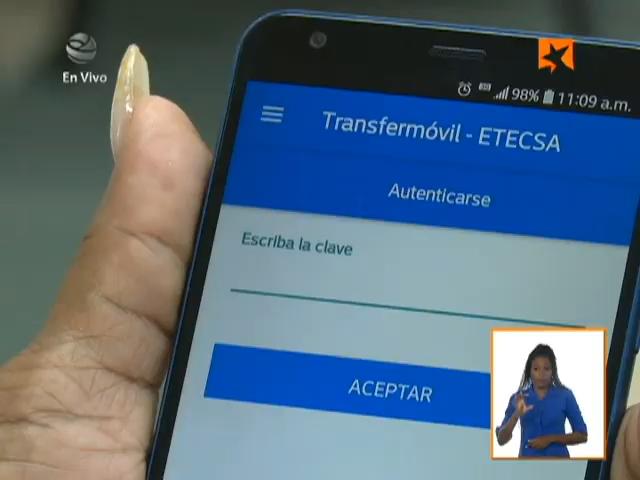 En Vivo
98% 11:09 a.m.
Transfermóvil - ETECSA
Autenticarse
Escriba la clave
ACEPTAR